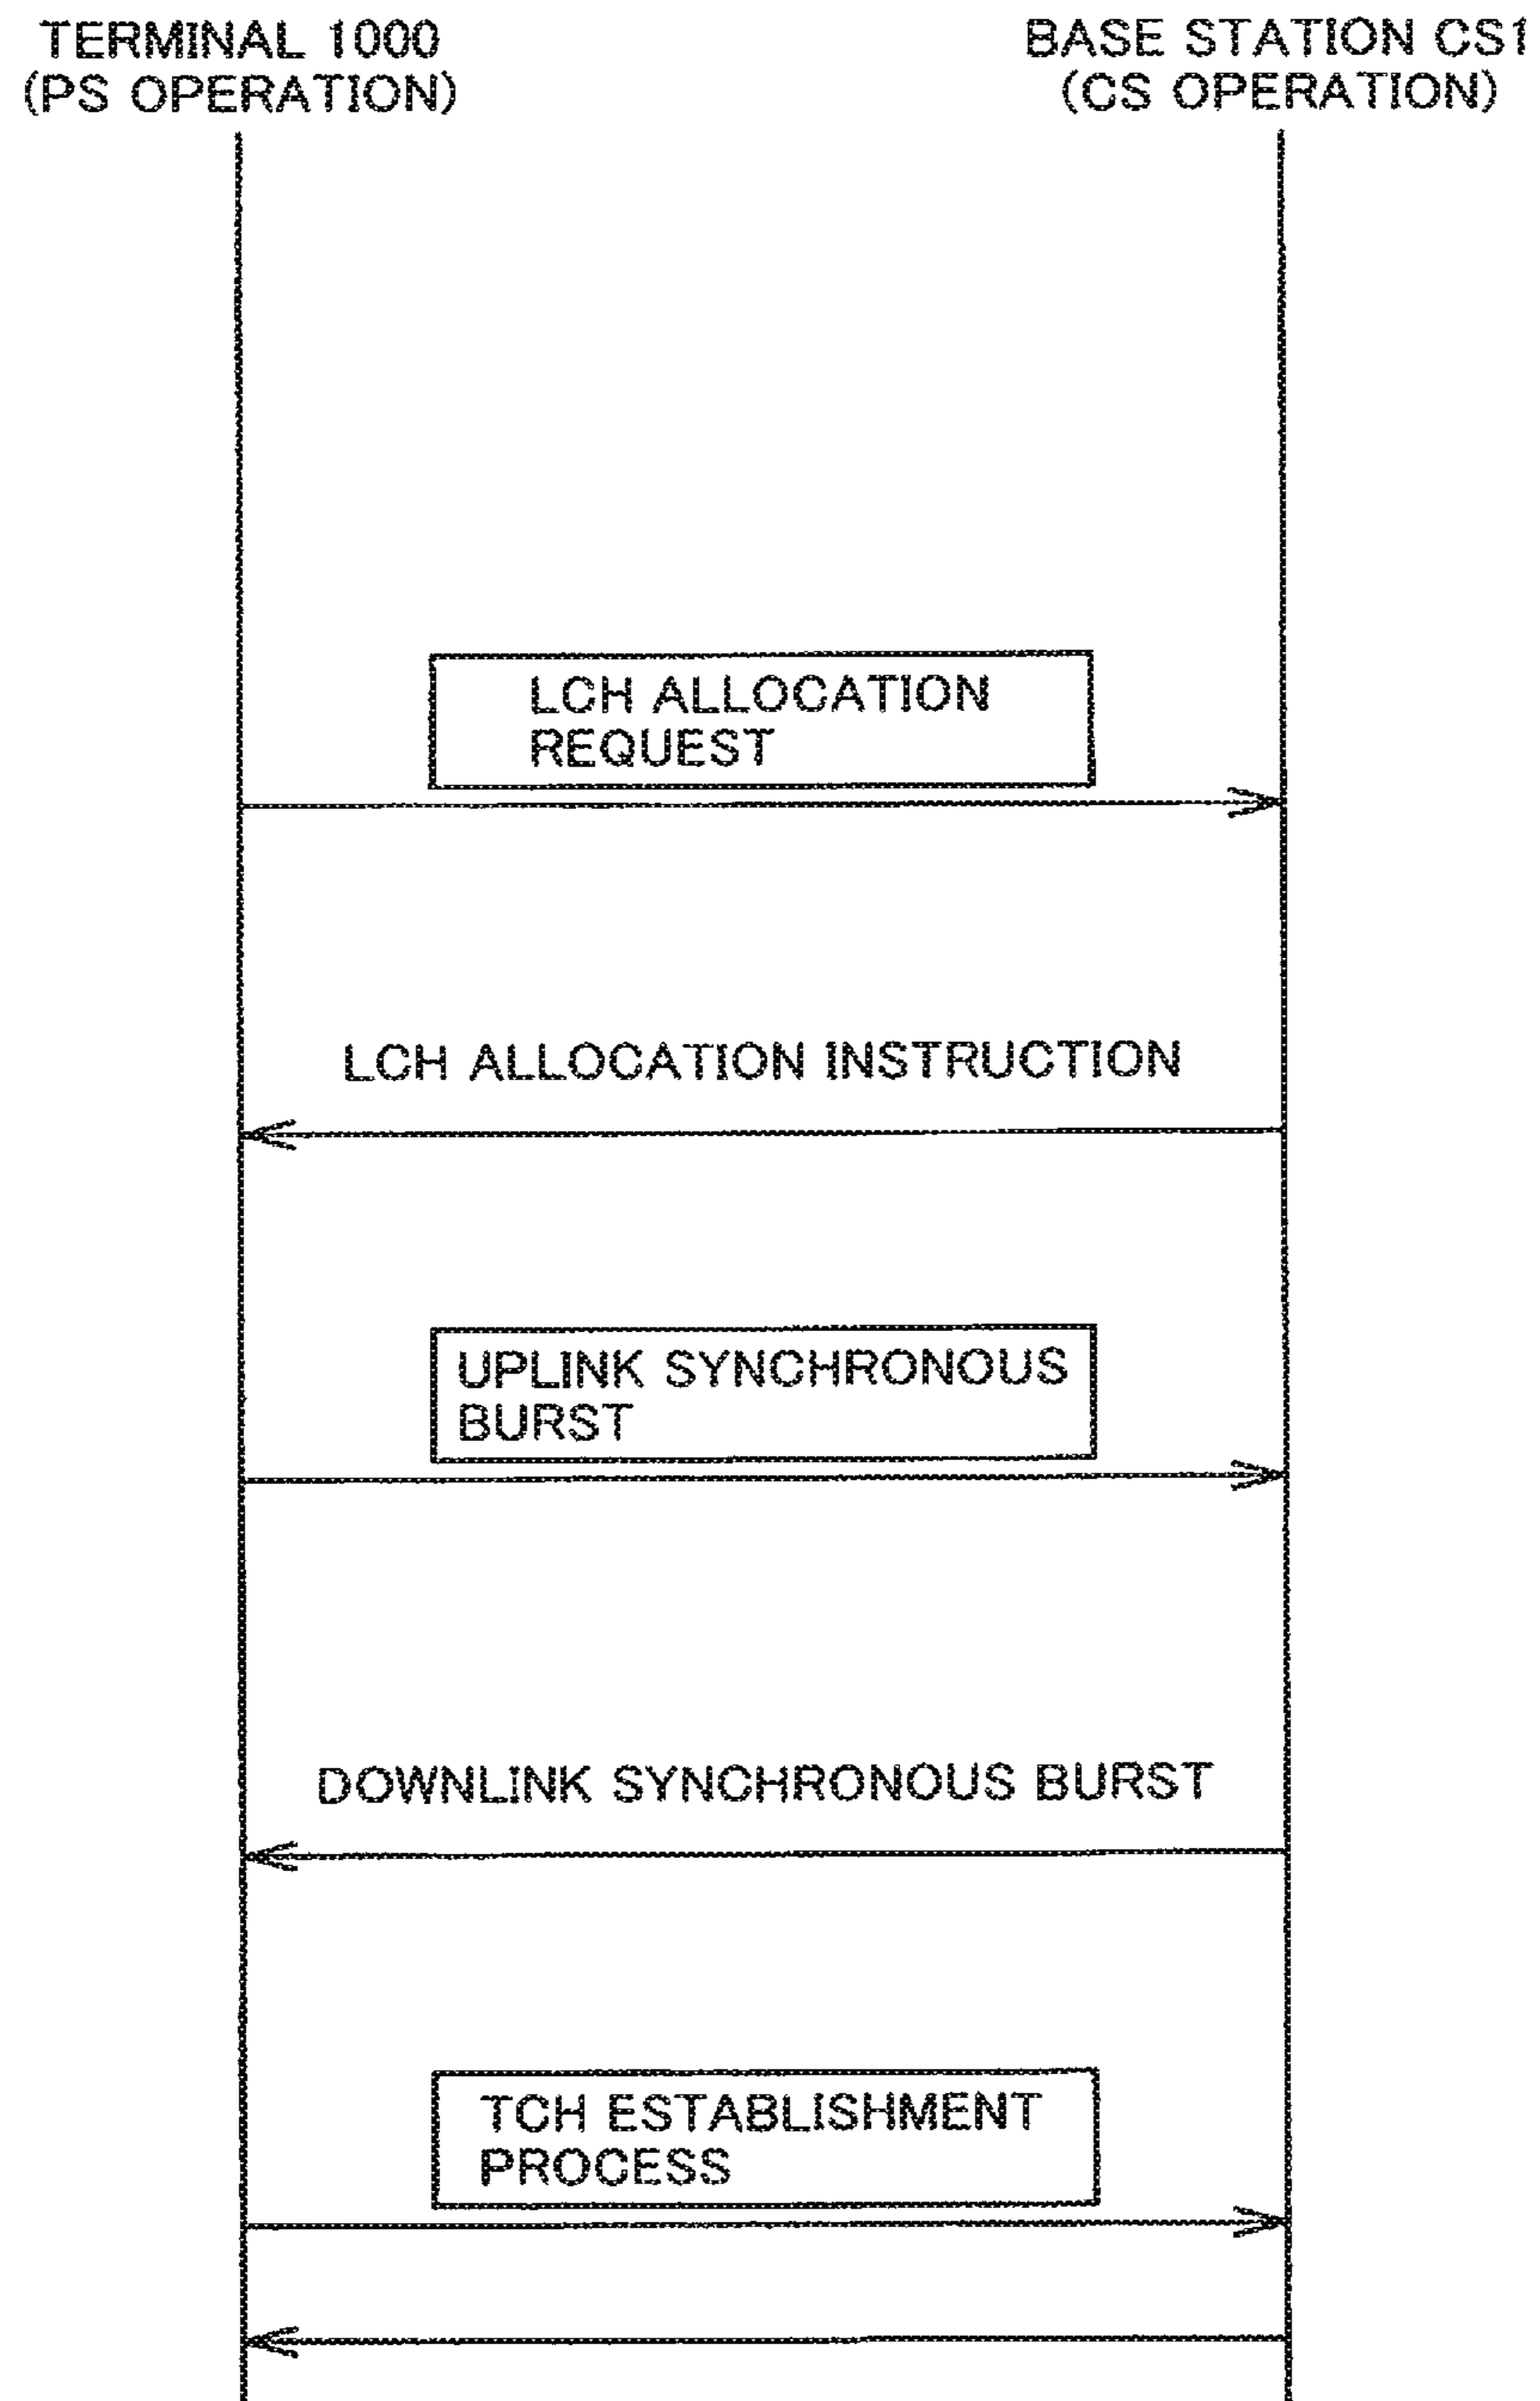 TERMINAL 1000
(PS OPERATION)
BASE STATION CS1
(CS OPERATION)
LCH ALLOCATION
REQUEST
LCH ALLOCATION INSTRUCTION
UPLINK SYNCHRONOUS
BURST
DOWNLINK SYNCHRONOUS BURST
TCH ESTABLISHMENT
PROCESS